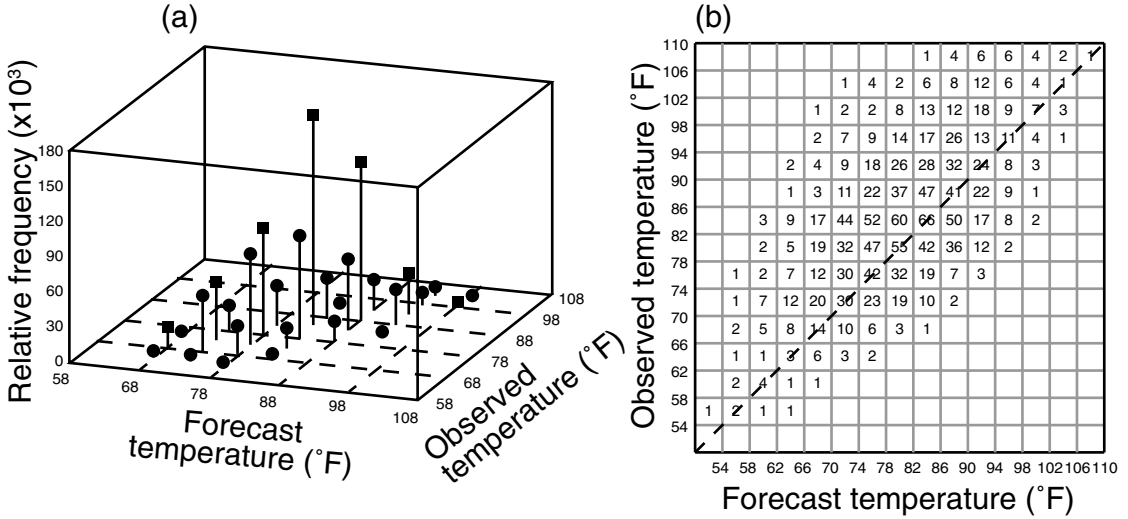 (a)
Relative frequency (x10³)
180
150
120
90
60
30
0
58
68
78
88
98
108
Forecast
temperature (˚F)
58
68
78
88
98
108
Observed
temperature (˚F)
(b)
Observed temperature (˚F)
110 1 4 6 6 4 2 1
106 1 4 2 6 8 12 6 4 1
102 1 2 2 8 13 12 18 9 7 3
98 2 7 9 14 17 26 13 11 4 1
94 2 4 9 18 26 28 32 24 8 3
90 1 3 11 22 37 47 41 22 9 1
86 3 9 17 44 52 60 66 50 17 8 2
82 2 5 19 32 47 53 42 36 12 2
78 1 2 7 12 30 42 32 19 7 3
74 1 7 12 20 30 23 19 10 2
70 2 5 8 14 10 6 3 1
66 1 1 3 6 3 2
62 2 4 1 1
58 1 2 1 1
54
54 58 62 66 70 74 78 82 86 90 94 98 102 106 110
Forecast temperature (˚F)